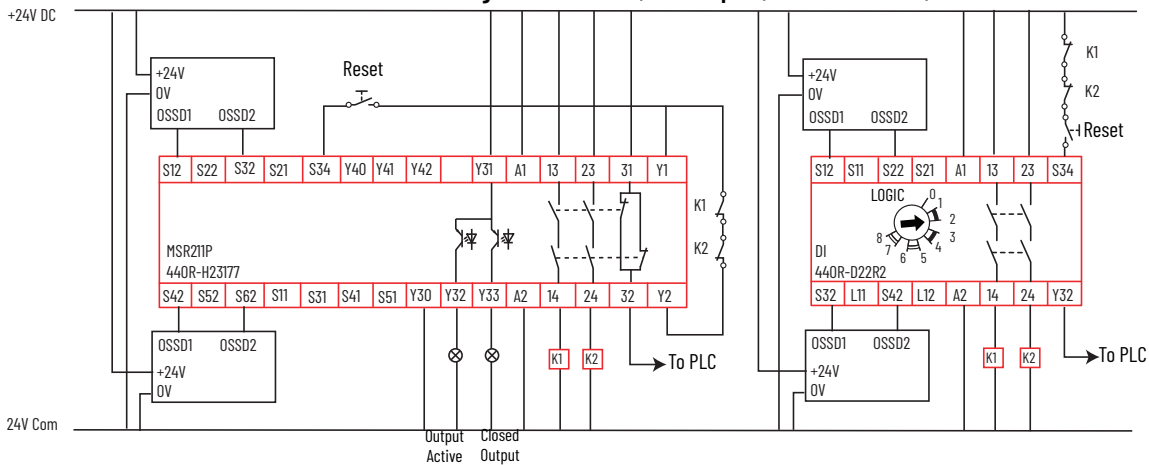 +24V DC
+24V
0V
OSSD1 OSSD2
Reset
+24V
0V
OSSD1 OSSD2
K1
K2
Reset
S12 S22 S32 S21 S34 Y40 Y41 Y42 Y31 A1 13 23 31 Y1
S12 S11 S22 S21 A1 13 23 S34
K1
K2
LOGIC
0
1
2
3
4
5
6
7
8
MSR211P
440R-H23177
DI
440R-D22R2
S42 S52 S62 S11 S31 S41 S51 Y30 Y32 Y33 A2 14 24 32 Y2
S32 L11 S42 L12 A2 14 24 Y32
OSSD1 OSSD2
+24V
0V
K1 K2
To PLC
OSSD1 OSSD2
+24V
0V
K1 K2
To PLC
24V Com
Output
Active
Closed
Output